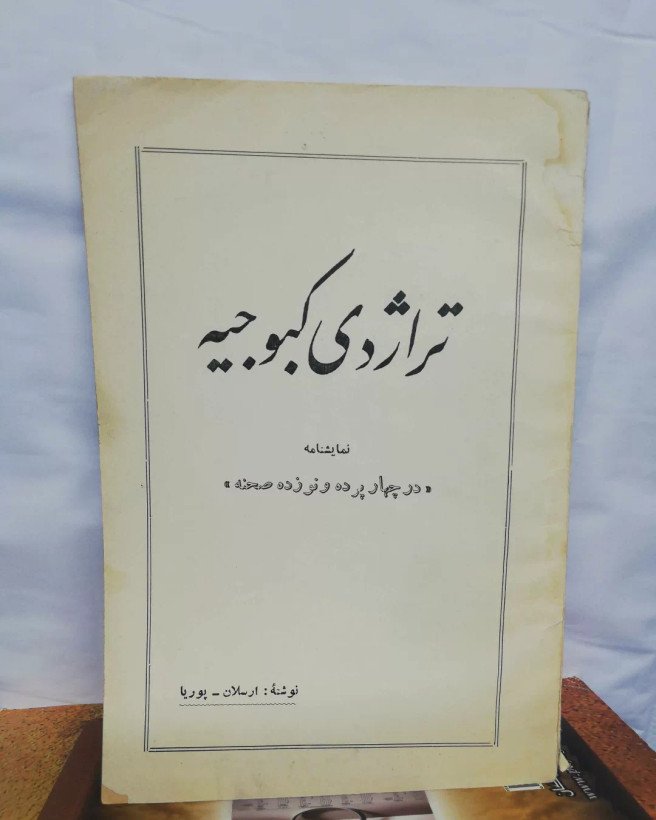 تراژدی کبوجیه
نمایشنامه
« در چهار پرده و نوزده صحنه »
نوشتهٔ : ارسلان - پوریا